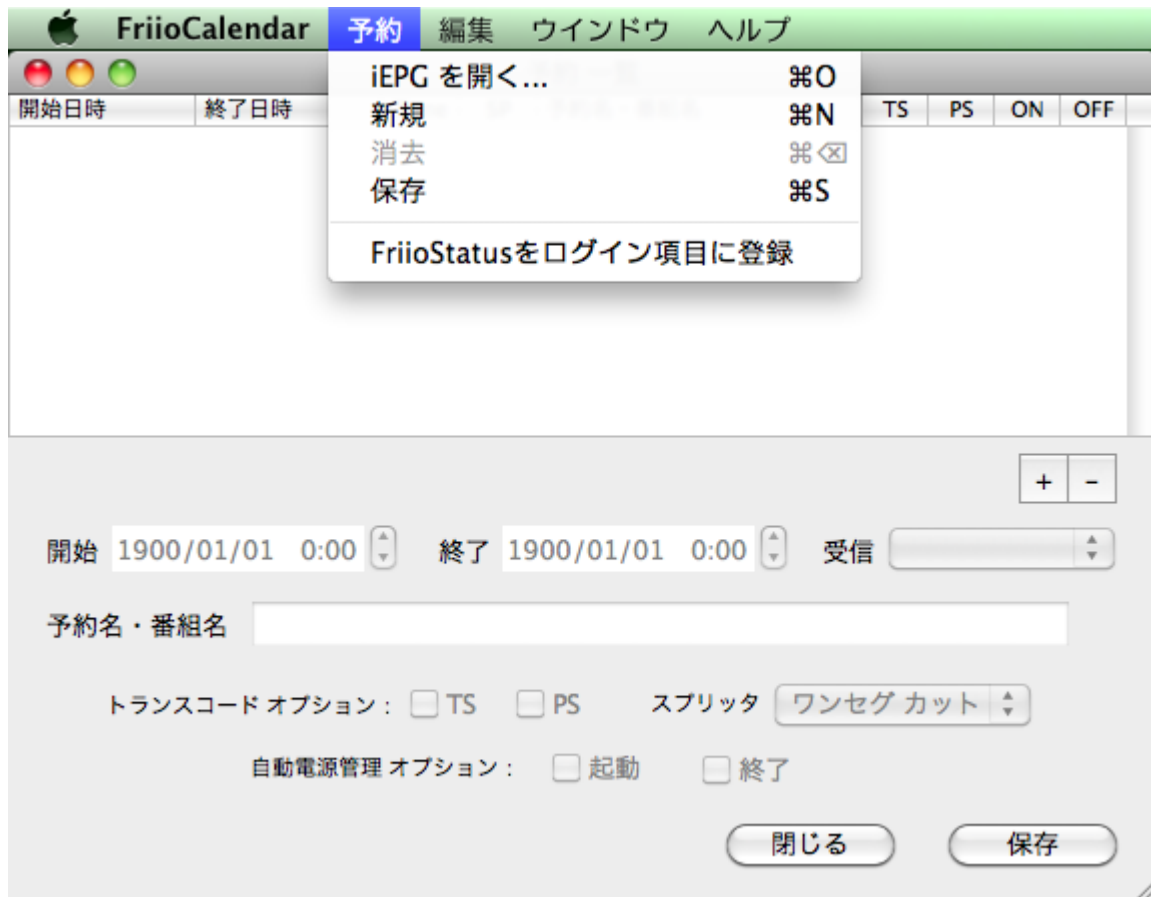 FriioCalendar 予約 編集 ウインドウ ヘルプ
iEPG を開く... ⌘O
開始日時 終了日時 TS PS ON OFF
新規 ⌘N
消去 ⌘⌫
保存 ⌘S
FriioStatusをログイン項目に登録
+ -
開始 1900/01/01 0:00 終了 1900/01/01 0:00 受信
予約名・番組名
トランスコード オプション : TS PS スプリッタ ワンセグ カット
自動電源管理 オプション : 起動 終了
閉じる 保存